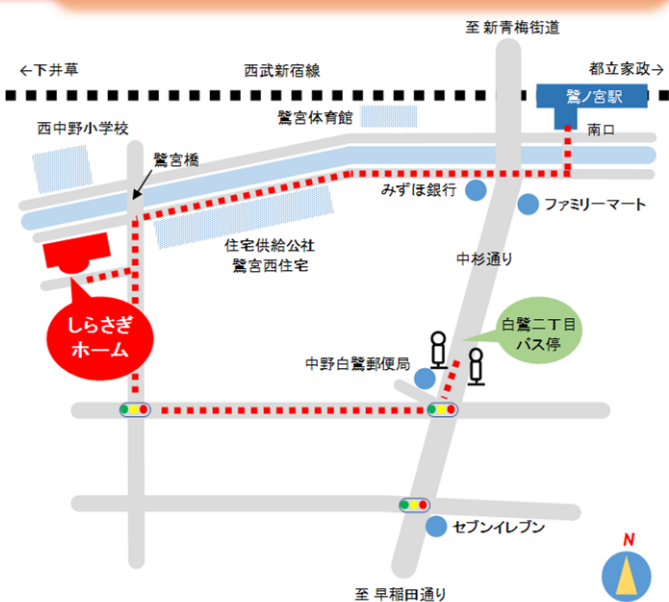 至 新青梅街道
←下井草
西武新宿線
都立家政→
鷺ノ宮駅
西中野小学校
鷺宮体育館
南口
鷺宮橋
みずほ銀行
ファミリーマート
住宅供給公社
鷺宮西住宅
中杉通り
しらさぎ
ホーム
白鷺二丁目
バス停
中野白鷺郵便局
セブンイレブン
N
至 早稲田通り